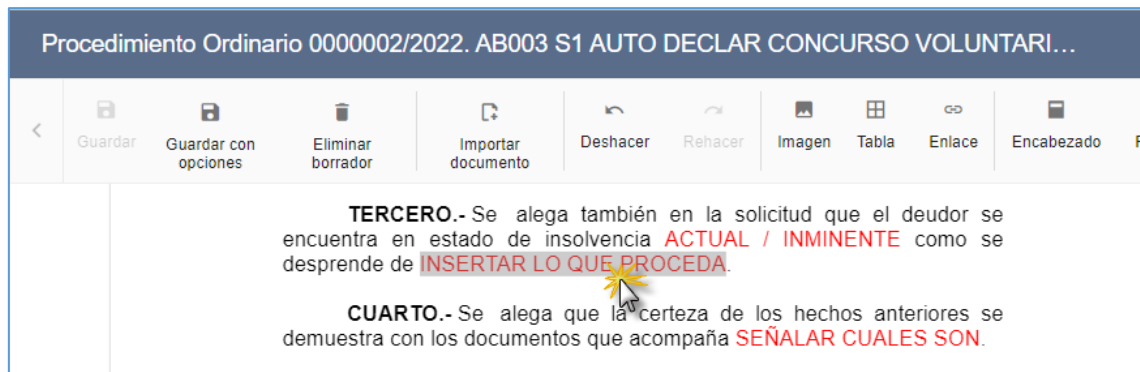 Procedimiento Ordinario 0000002/2022. AB003 S1 AUTO DECLAR CONCURSO VOLUNTARI...
Guardar
Guardar con
opciones
Eliminar
borrador
Importar
documento
Deshacer
Rehacer
Imagen
Tabla
Enlace
Encabezado
TERCERO.- Se alega también en la solicitud que el deudor se
encuentra en estado de insolvencia ACTUAL / INMINENTE como se
desprende de INSERTAR LO QUE PROCEDA.
CUARTO.- Se alega que la certeza de los hechos anteriores se
demuestra con los documentos que acompaña SEÑALAR CUALES SON.